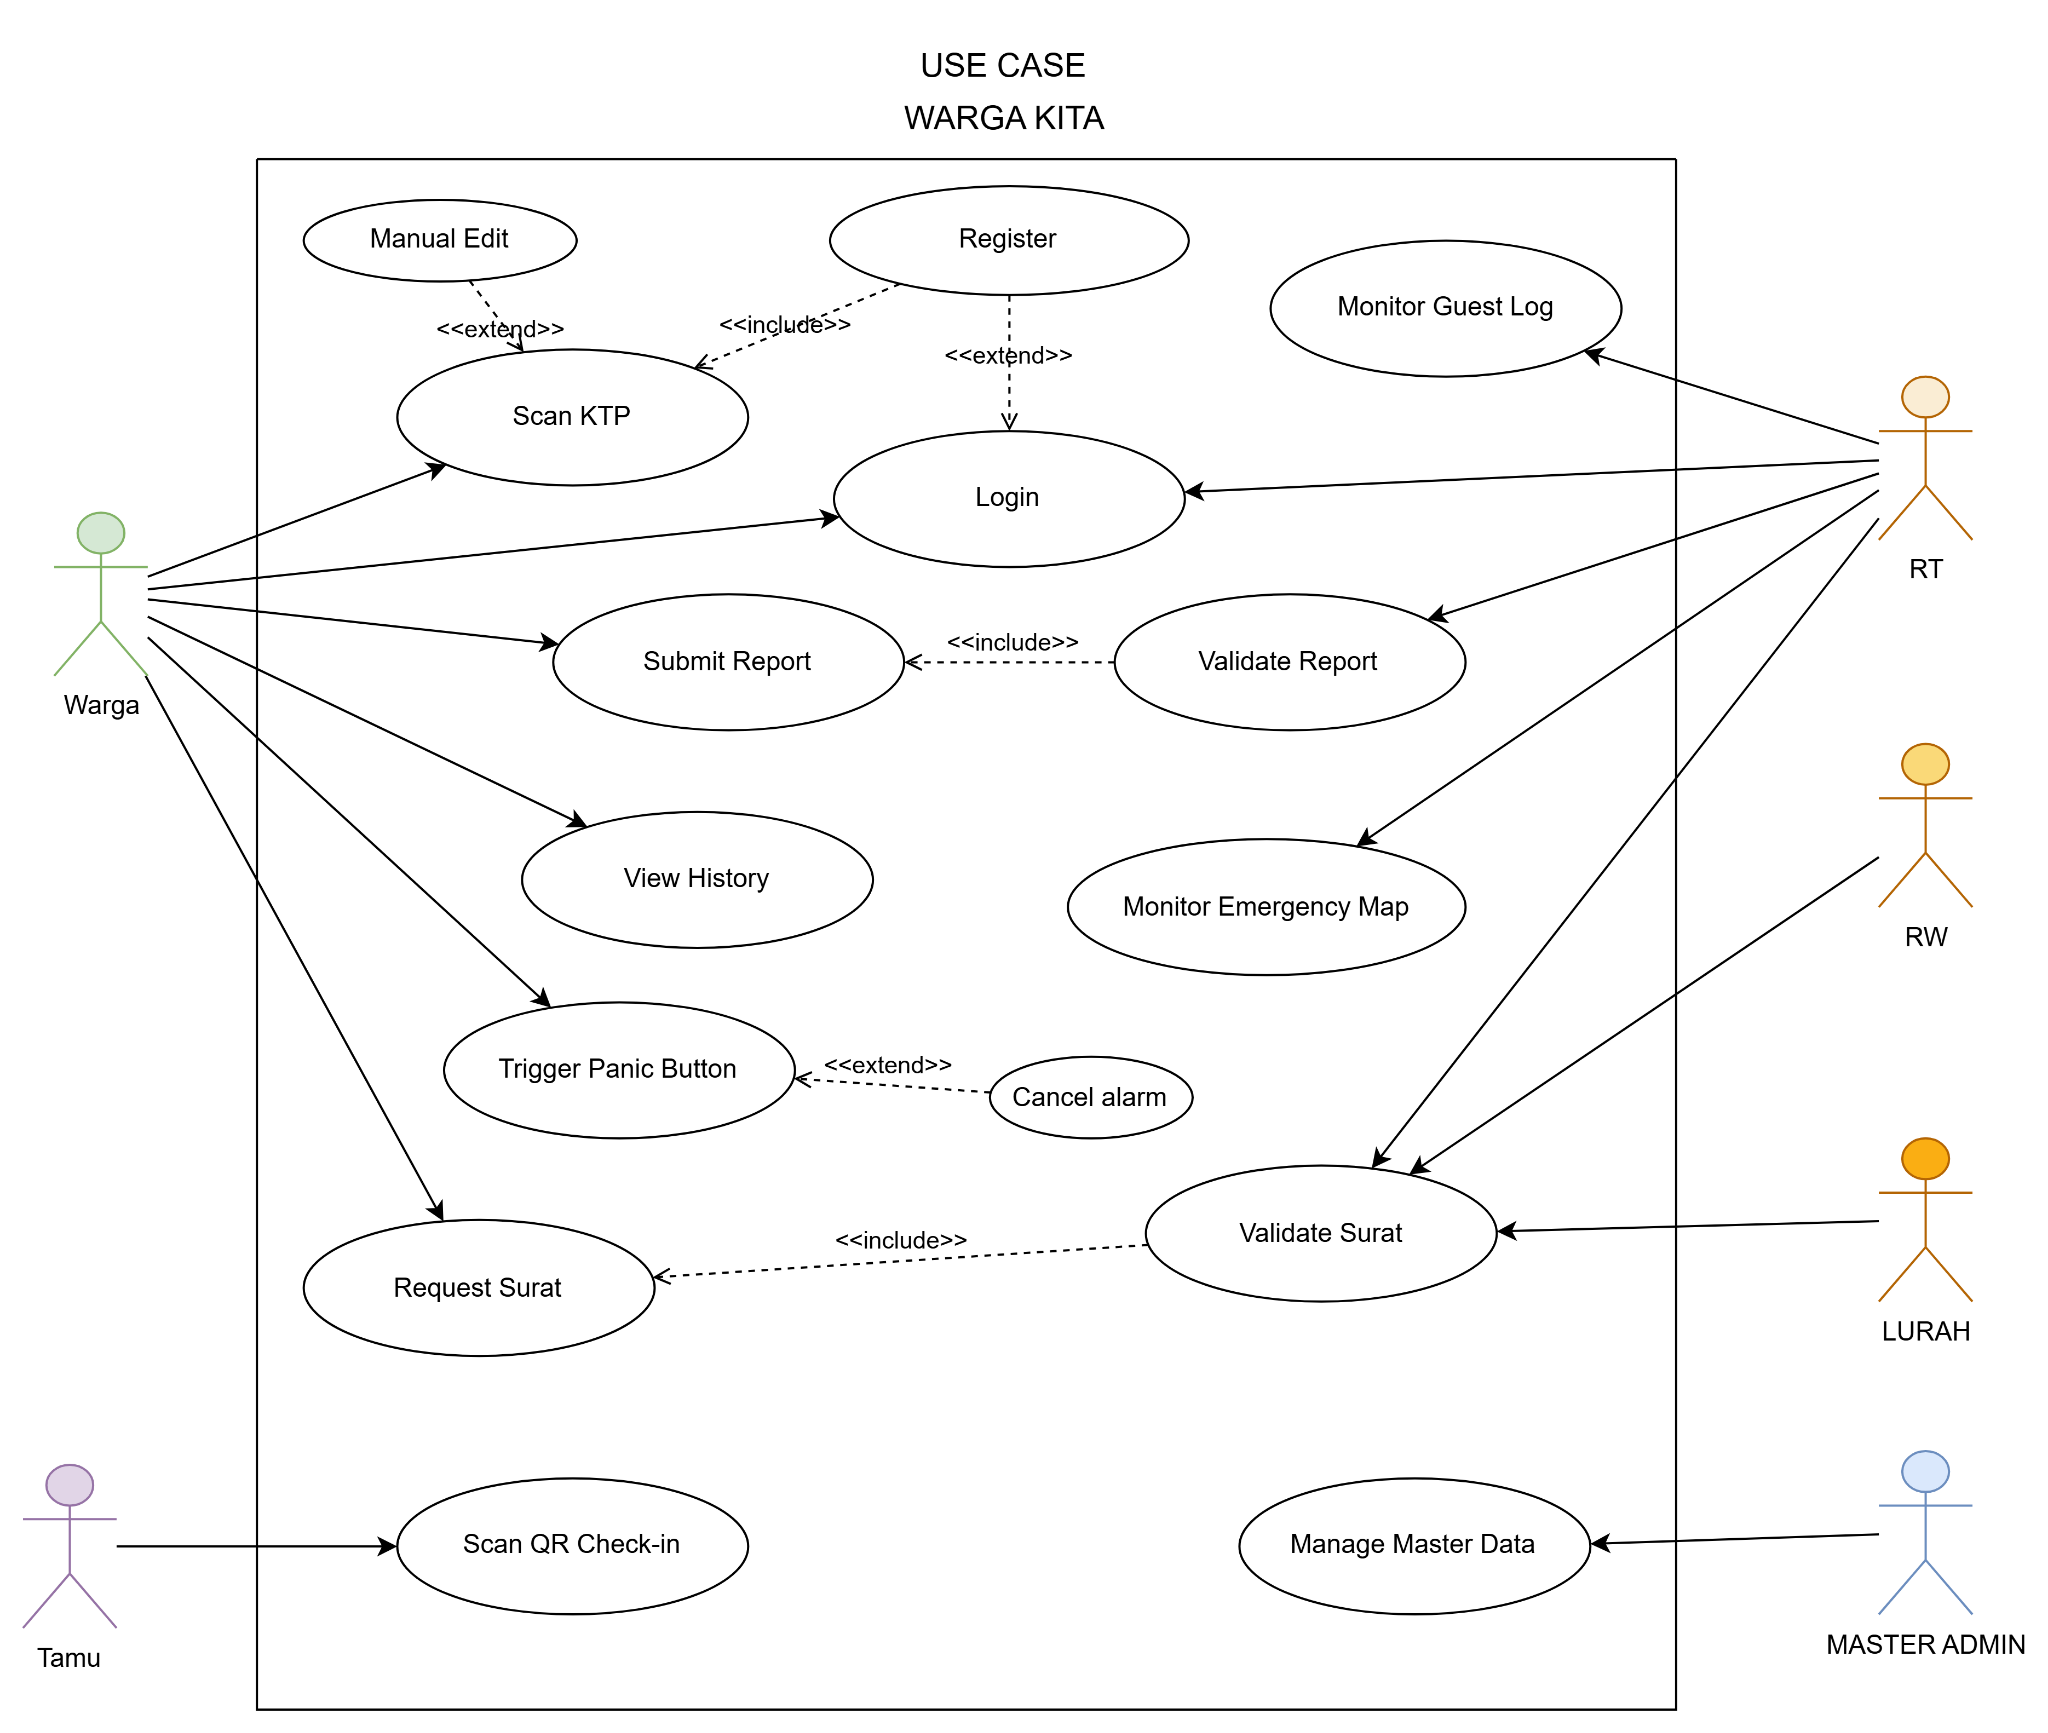 USE CASE
WARGA KITA
Manual Edit
Register
Monitor Guest Log
<<extend>>
<<include>>
<<extend>>
Scan KTP
Login
RT
Warga
Submit Report
<<include>>
Validate Report
View History
Monitor Emergency Map
RW
Trigger Panic Button
<<extend>>
Cancel alarm
Request Surat
<<include>>
Validate Surat
LURAH
Scan QR Check-in
Manage Master Data
Tamu
MASTER ADMIN